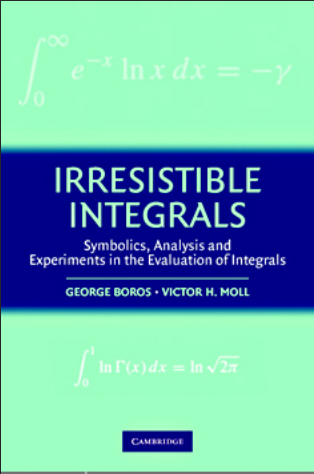 ∫₀^∞ e⁻ˣ ln x dx = −γ
IRRESISTIBLE
INTEGRALS
Symbolics, Analysis and
Experiments in the Evaluation of Integrals
GEORGE BOROS • VICTOR H. MOLL
∫₀¹ ln Γ(x) dx = ln √2π
CAMBRIDGE